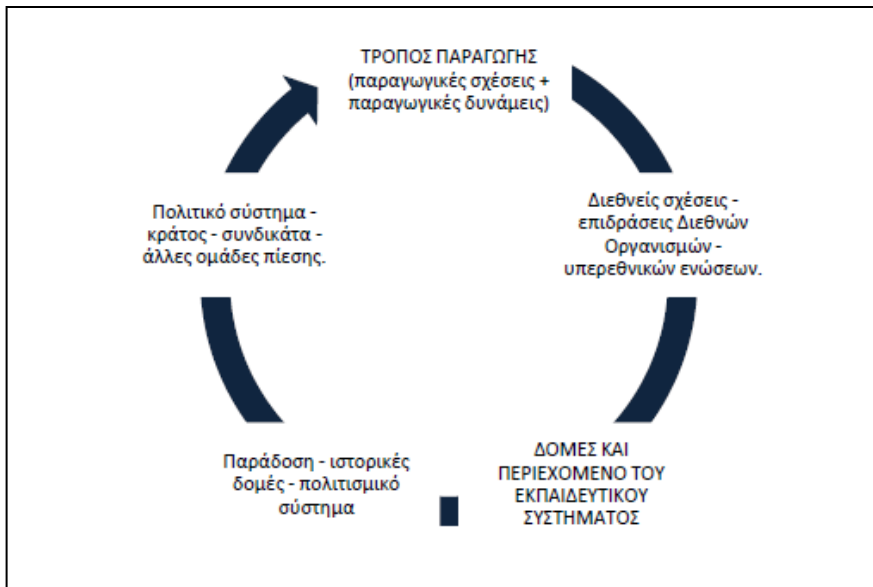 ΤΡΟΠΟΣ ΠΑΡΑΓΩΓΗΣ
(παραγωγικές σχέσεις +
παραγωγικές δυνάμεις)
Διεθνείς σχέσεις -
επιδράσεις Διεθνών
Οργανισμών -
υπερεθνικών ενώσεων.
ΔΟΜΕΣ ΚΑΙ
ΠΕΡΙΕΧΟΜΕΝΟ ΤΟΥ
ΕΚΠΑΙΔΕΥΤΙΚΟΥ
ΣΥΣΤΗΜΑΤΟΣ
Παράδοση - ιστορικές
δομές - πολιτισμικό
σύστημα
Πολιτικό σύστημα -
κράτος - συνδικάτα -
άλλες ομάδες πίεσης.